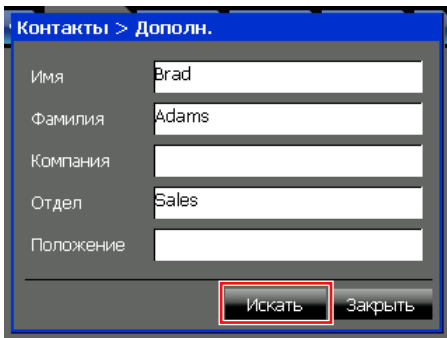 Контакты > Дополн.
Имя Brad
Фамилия Adams
Компания
Отдел Sales
Положение
Искать Закрыть